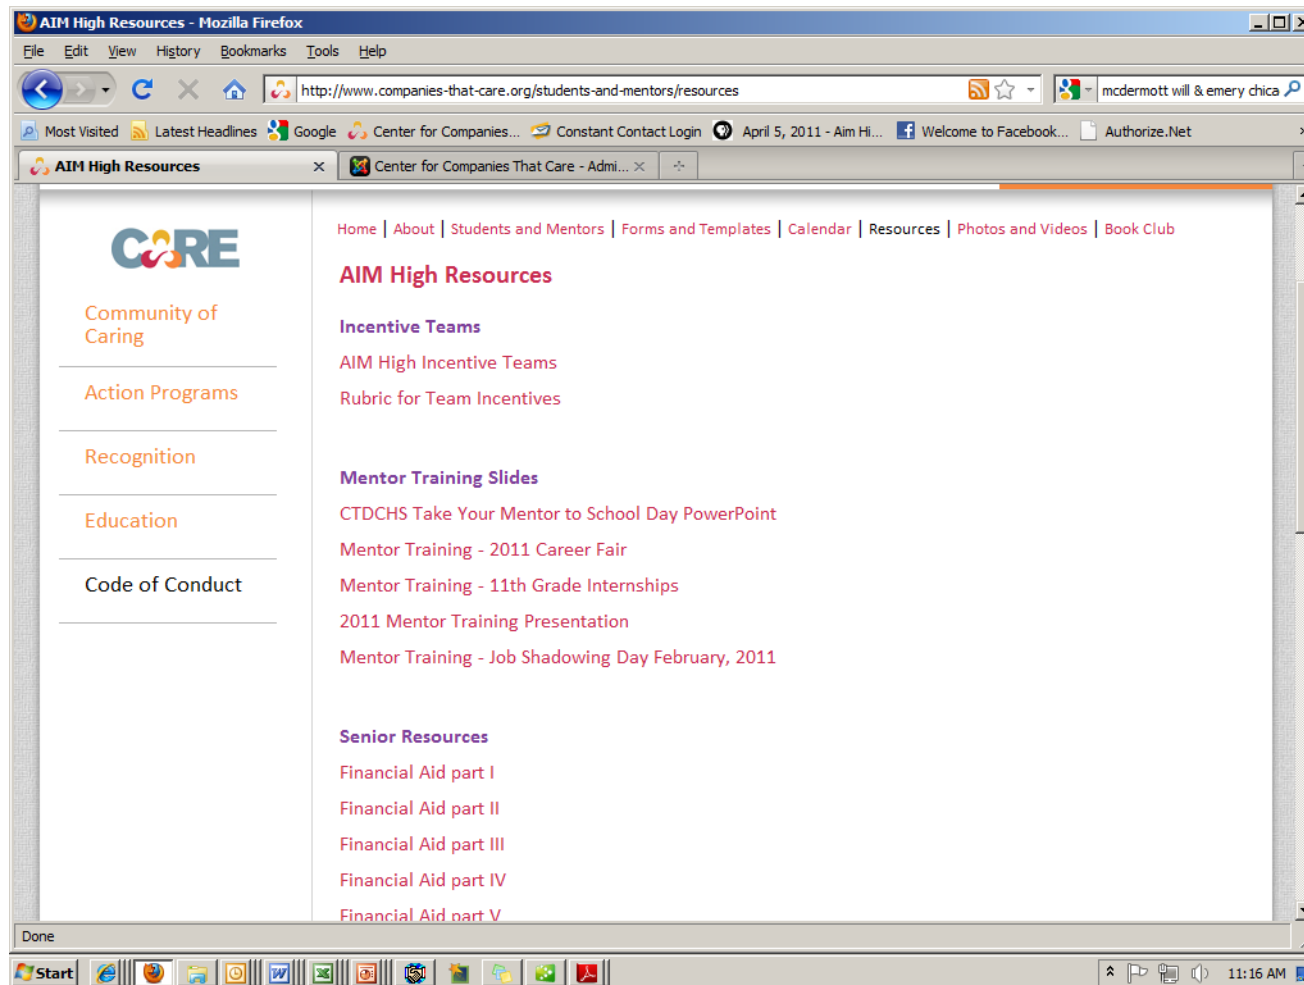 AIM High Resources - Mozilla Firefox
File Edit View History Bookmarks Tools Help
http://www.companies-that-care.org/students-and-mentors/resources mcdermott will & emery chica
Most Visited Latest Headlines Google Center for Companies... Constant Contact Login April 5, 2011 - Aim Hi... Welcome to Facebook... Authorize.Net
AIM High Resources Center for Companies That Care - Admi...
CARE
Community of
Caring
Action Programs
Recognition
Education
Code of Conduct
Home | About | Students and Mentors | Forms and Templates | Calendar | Resources | Photos and Videos | Book Club
AIM High Resources
Incentive Teams
AIM High Incentive Teams
Rubric for Team Incentives
Mentor Training Slides
CTDCHS Take Your Mentor to School Day PowerPoint
Mentor Training - 2011 Career Fair
Mentor Training - 11th Grade Internships
2011 Mentor Training Presentation
Mentor Training - Job Shadowing Day February, 2011
Senior Resources
Financial Aid part I
Financial Aid part II
Financial Aid part III
Financial Aid part IV
Financial Aid part V
Done
Start 11:16 AM